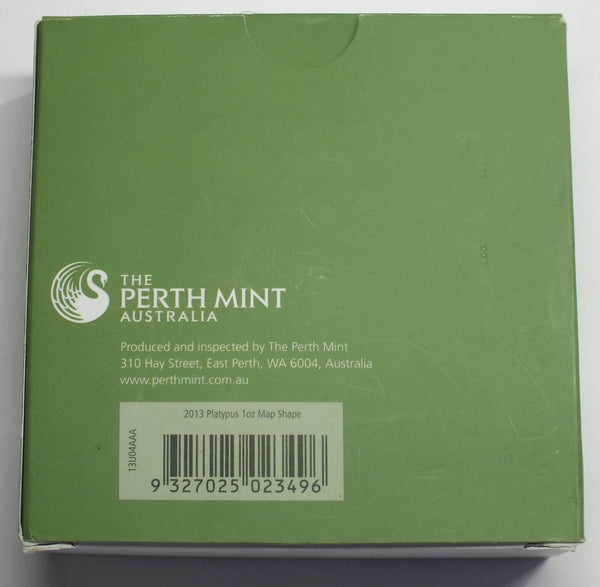 THE
PERTH MINT
AUSTRALIA
Produced and inspected by The Perth Mint
310 Hay Street, East Perth, WA 6004, Australia
www.perthmint.com.au
2013 Platypus 1oz Map Shape
13U04AAA
9 327025 023496